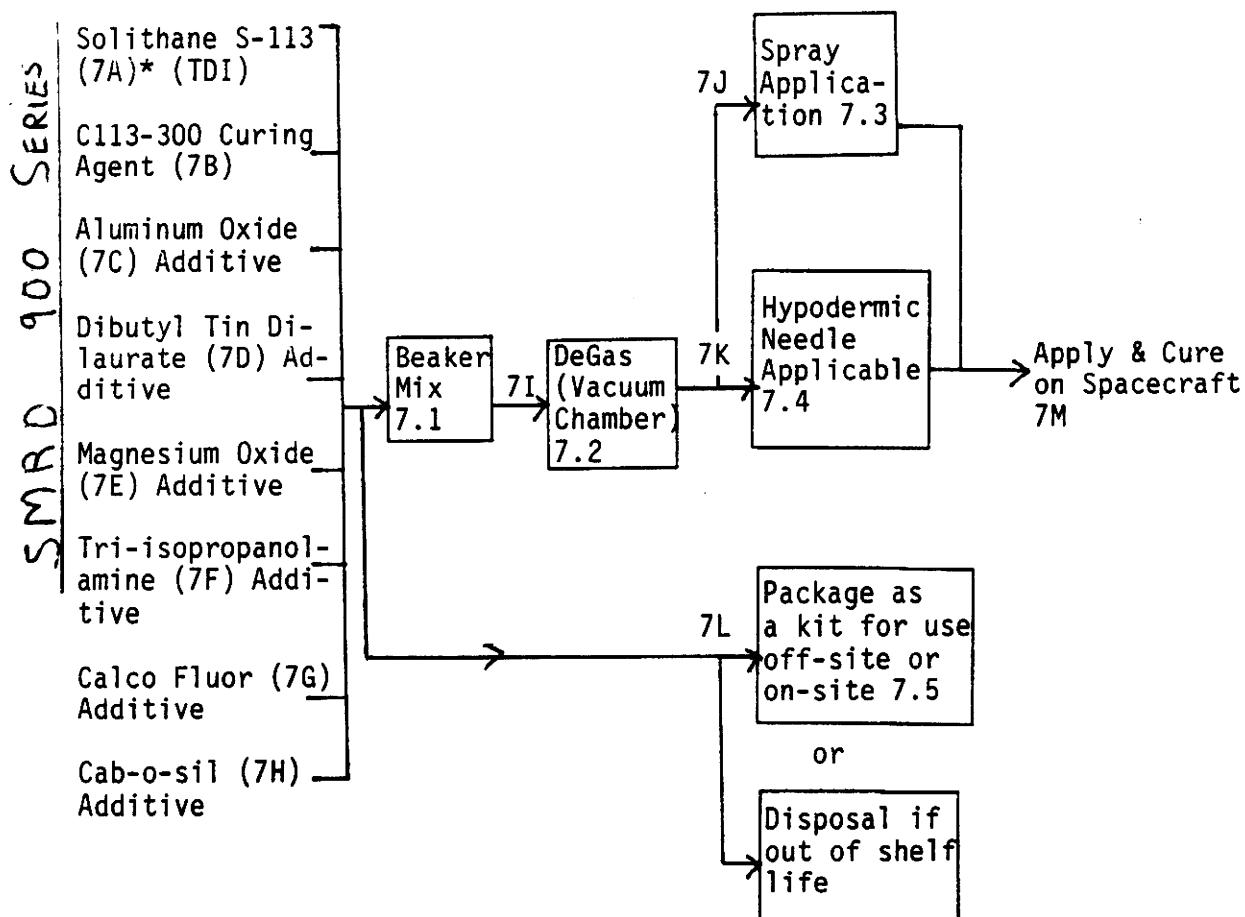 SMRD 900 SERIES
Solithane S-113
(7A)* (TDI)
C113-300 Curing
Agent (7B)
Aluminum Oxide
(7C) Additive
Dibutyl Tin Di-
laurate (7D) Ad-
ditive
Magnesium Oxide
(7E) Additive
Tri-isopropanol-
amine (7F) Addi-
tive
Calco Fluor (7G)
Additive
Cab-o-sil (7H)
Additive
Beaker
Mix
7.1
7I
DeGas
(Vacuum
Chamber)
7.2
7J
7K
Spray
Applica-
tion 7.3
Hypodermic
Needle
Applicable
7.4
Apply & Cure
on Spacecraft
7M
7L
Package as
a kit for use
off-site or
on-site 7.5
or
Disposal if
out of shelf
life